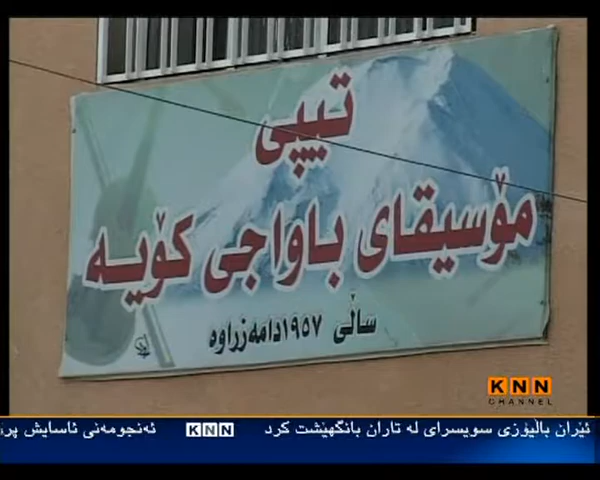 تیپی
مۆسیقای باواجی کۆیە
ساڵی ١٩٥٧ دامەزراوە
KNN
CHANNEL
ئێران باڵیۆزی سویسرای لە تاران بانگهێشت کرد KNN ئەنجومەنی ئاسایش